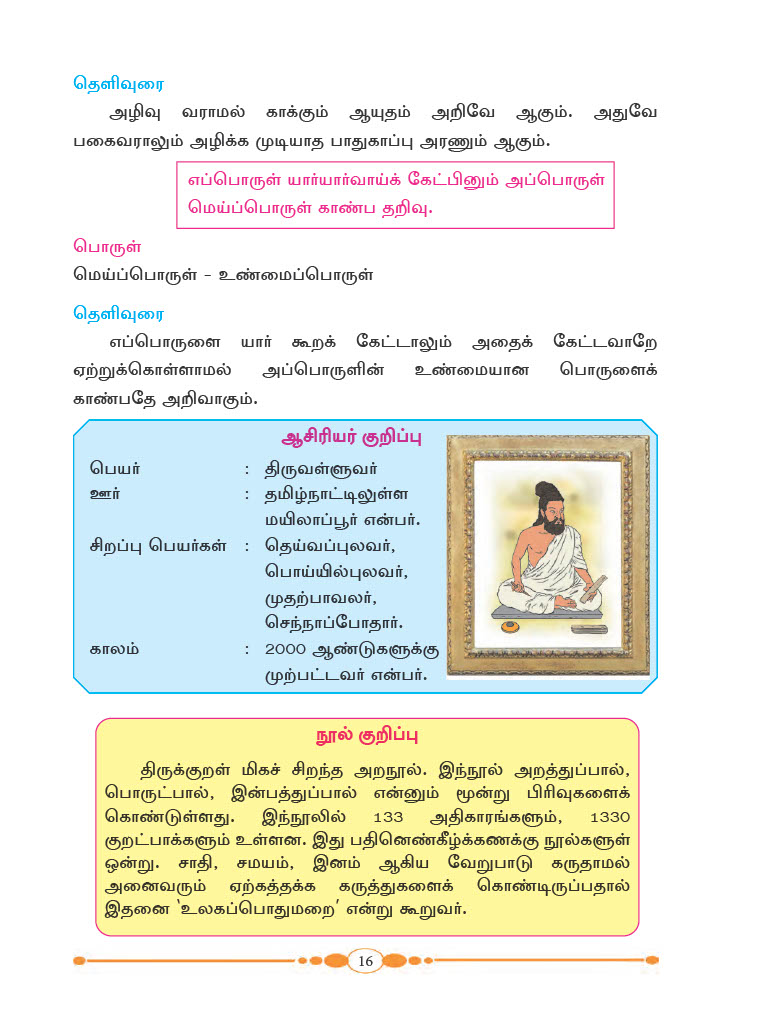 தெளிவுரை
அழிவு வராமல் காக்கும் ஆயுதம் அறிவே ஆகும். அதுவே
பகைவராலும் அழிக்க முடியாத பாதுகாப்பு அரணும் ஆகும்.
எப்பொருள் யார்யார்வாய்க் கேட்பினும் அப்பொருள்
மெய்ப்பொருள் காண்ப தறிவு.
பொருள்
மெய்ப்பொருள் - உண்மைப்பொருள்
தெளிவுரை
எப்பொருளை யார் கூறக் கேட்டாலும் அதைக் கேட்டவாறே
ஏற்றுக்கொள்ளாமல் அப்பொருளின் உண்மையான பொருளைக்
காண்பதே அறிவாகும்.
ஆசிரியர் குறிப்பு
பெயர் : திருவள்ளுவர்
ஊர் : தமிழ்நாட்டிலுள்ள
மயிலாப்பூர் என்பர்.
சிறப்பு பெயர்கள் : தெய்வப்புலவர்,
பொய்யில்புலவர்,
முதற்பாவலர்,
செந்நாப்போதார்.
காலம் : 2000 ஆண்டுகளுக்கு
முற்பட்டவர் என்பர்.
நூல் குறிப்பு
திருக்குறள் மிகச் சிறந்த அறநூல். இந்நூல் அறத்துப்பால்,
பொருட்பால், இன்பத்துப்பால் என்னும் மூன்று பிரிவுகளைக்
கொண்டுள்ளது. இந்நூலில் 133 அதிகாரங்களும், 1330
குறட்பாக்களும் உள்ளன. இது பதினெண்கீழ்க்கணக்கு நூல்களுள்
ஒன்று. சாதி, சமயம், இனம் ஆகிய வேறுபாடு கருதாமல்
அனைவரும் ஏற்கத்தக்க கருத்துகளைக் கொண்டிருப்பதால்
இதனை ‘உலகப்பொதுமறை’ என்று கூறுவர்.
16